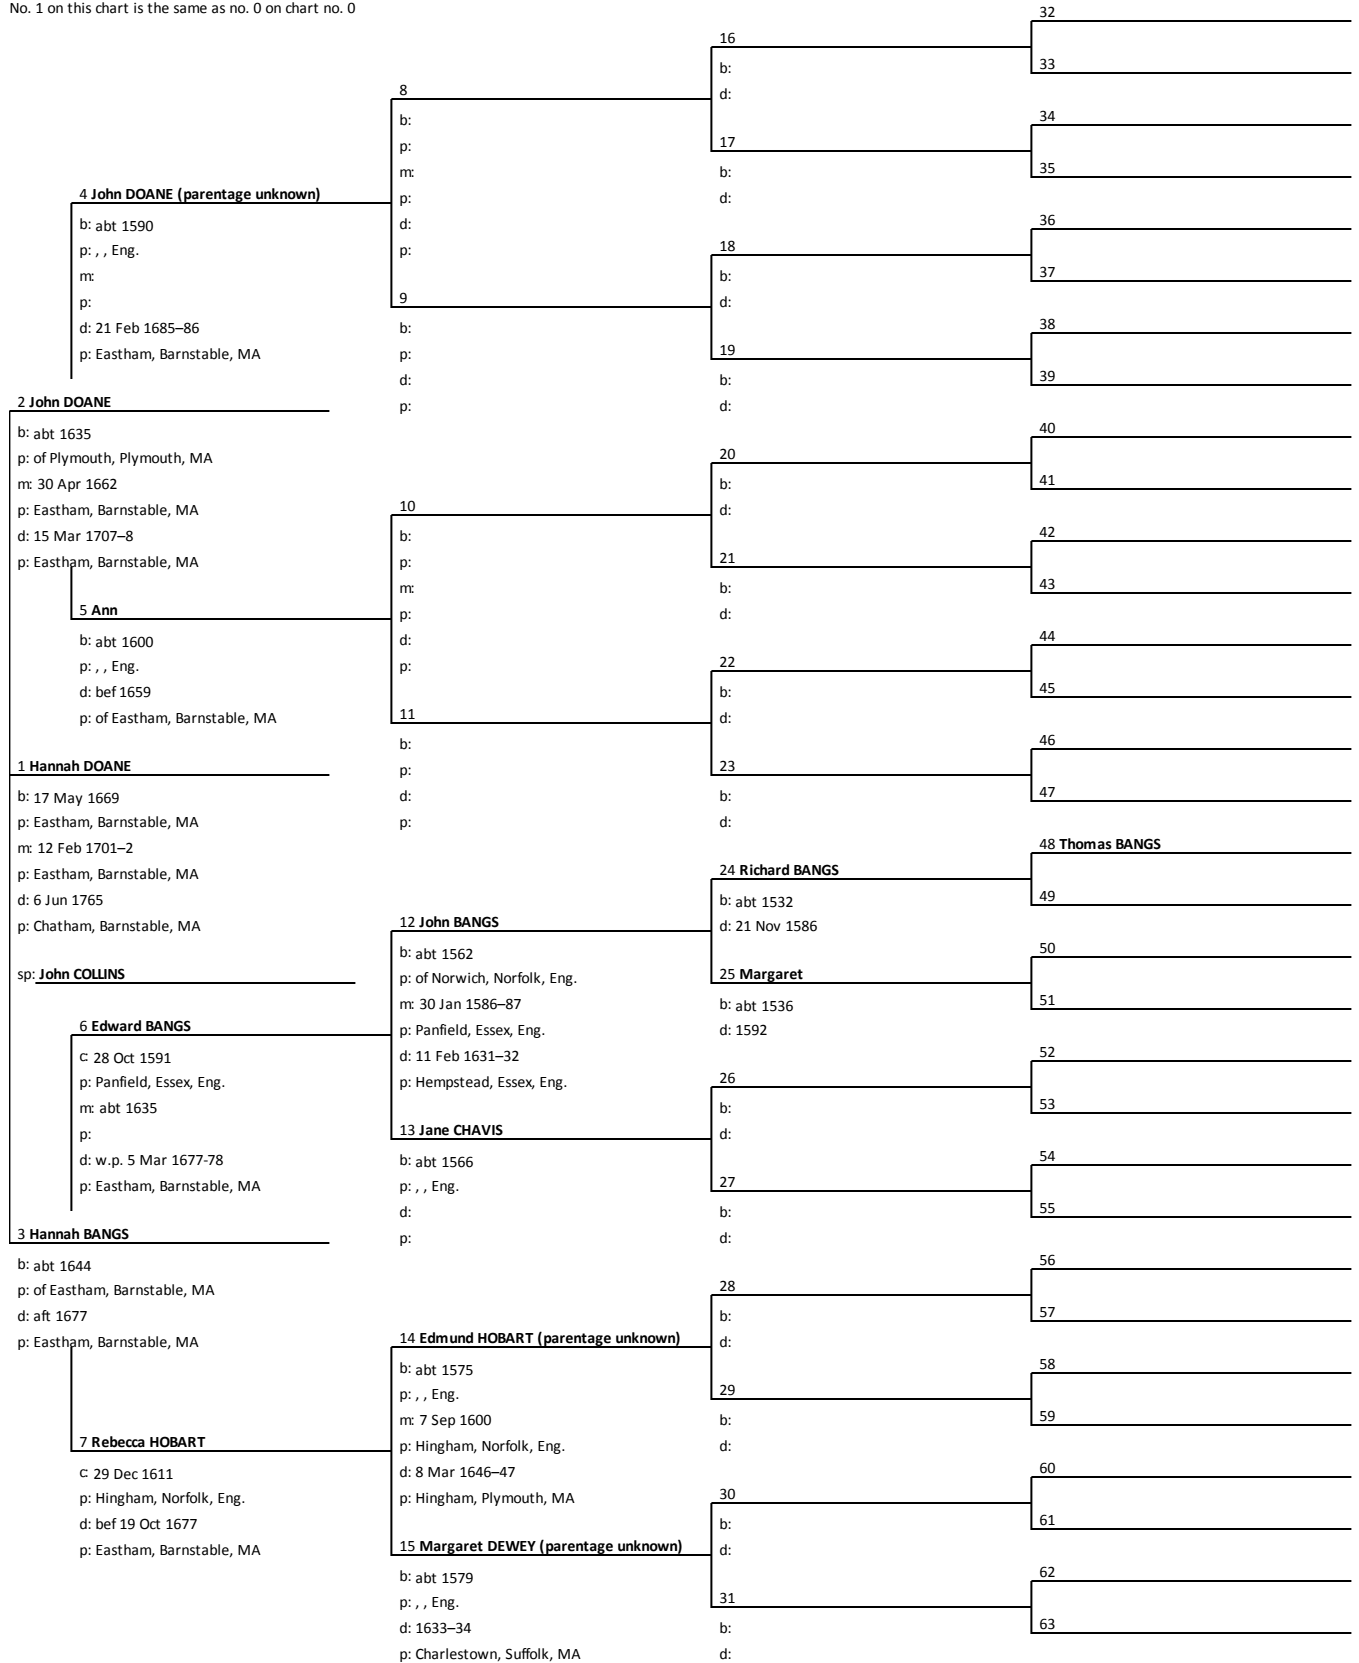 No. 1 on this chart is the same as no. 0 on chart no. 0
1 Hannah DOANE
b: 17 May 1669
p: Eastham, Barnstable, MA
m: 12 Feb 1701–2
p: Eastham, Barnstable, MA
d: 6 Jun 1765
p: Chatham, Barnstable, MA
sp: John COLLINS
2 John DOANE
b: abt 1635
p: of Plymouth, Plymouth, MA
m: 30 Apr 1662
p: Eastham, Barnstable, MA
d: 15 Mar 1707–8
p: Eastham, Barnstable, MA
3 Hannah BANGS
b: abt 1644
p: of Eastham, Barnstable, MA
d: aft 1677
p: Eastham, Barnstable, MA
4 John DOANE (parentage unknown)
b: abt 1590
p: , , Eng.
m:
p:
d: 21 Feb 1685–86
p: Eastham, Barnstable, MA
5 Ann
b: abt 1600
p: , , Eng.
d: bef 1659
p: of Eastham, Barnstable, MA
6 Edward BANGS
c: 28 Oct 1591
p: Panfield, Essex, Eng.
m: abt 1635
p:
d: w.p. 5 Mar 1677-78
p: Eastham, Barnstable, MA
7 Rebecca HOBART
c: 29 Dec 1611
p: Hingham, Norfolk, Eng.
d: bef 19 Oct 1677
p: Eastham, Barnstable, MA
8
b:
p:
m:
p:
d:
p:
9
b:
p:
d:
p:
10
b:
p:
m:
p:
d:
p:
11
b:
p:
d:
p:
12 John BANGS
b: abt 1562
p: of Norwich, Norfolk, Eng.
m: 30 Jan 1586–87
p: Panfield, Essex, Eng.
d: 11 Feb 1631–32
p: Hempstead, Essex, Eng.
13 Jane CHAVIS
b: abt 1566
p: , , Eng.
d:
p:
14 Edmund HOBART (parentage unknown)
b: abt 1575
p: , , Eng.
m: 7 Sep 1600
p: Hingham, Norfolk, Eng.
d: 8 Mar 1646–47
p: Hingham, Plymouth, MA
15 Margaret DEWEY (parentage unknown)
b: abt 1579
p: , , Eng.
d: 1633–34
p: Charlestown, Suffolk, MA
16
b:
d:
17
b:
d:
18
b:
d:
19
b:
d:
20
b:
d:
21
b:
d:
22
b:
d:
23
b:
d:
24 Richard BANGS
b: abt 1532
d: 21 Nov 1586
25 Margaret
b: abt 1536
d: 1592
26
b:
d:
27
b:
d:
28
b:
d:
29
b:
d:
30
b:
d:
31
b:
d:
32
33
34
35
36
37
38
39
40
41
42
43
44
45
46
47
48 Thomas BANGS
49
50
51
52
53
54
55
56
57
58
59
60
61
62
63